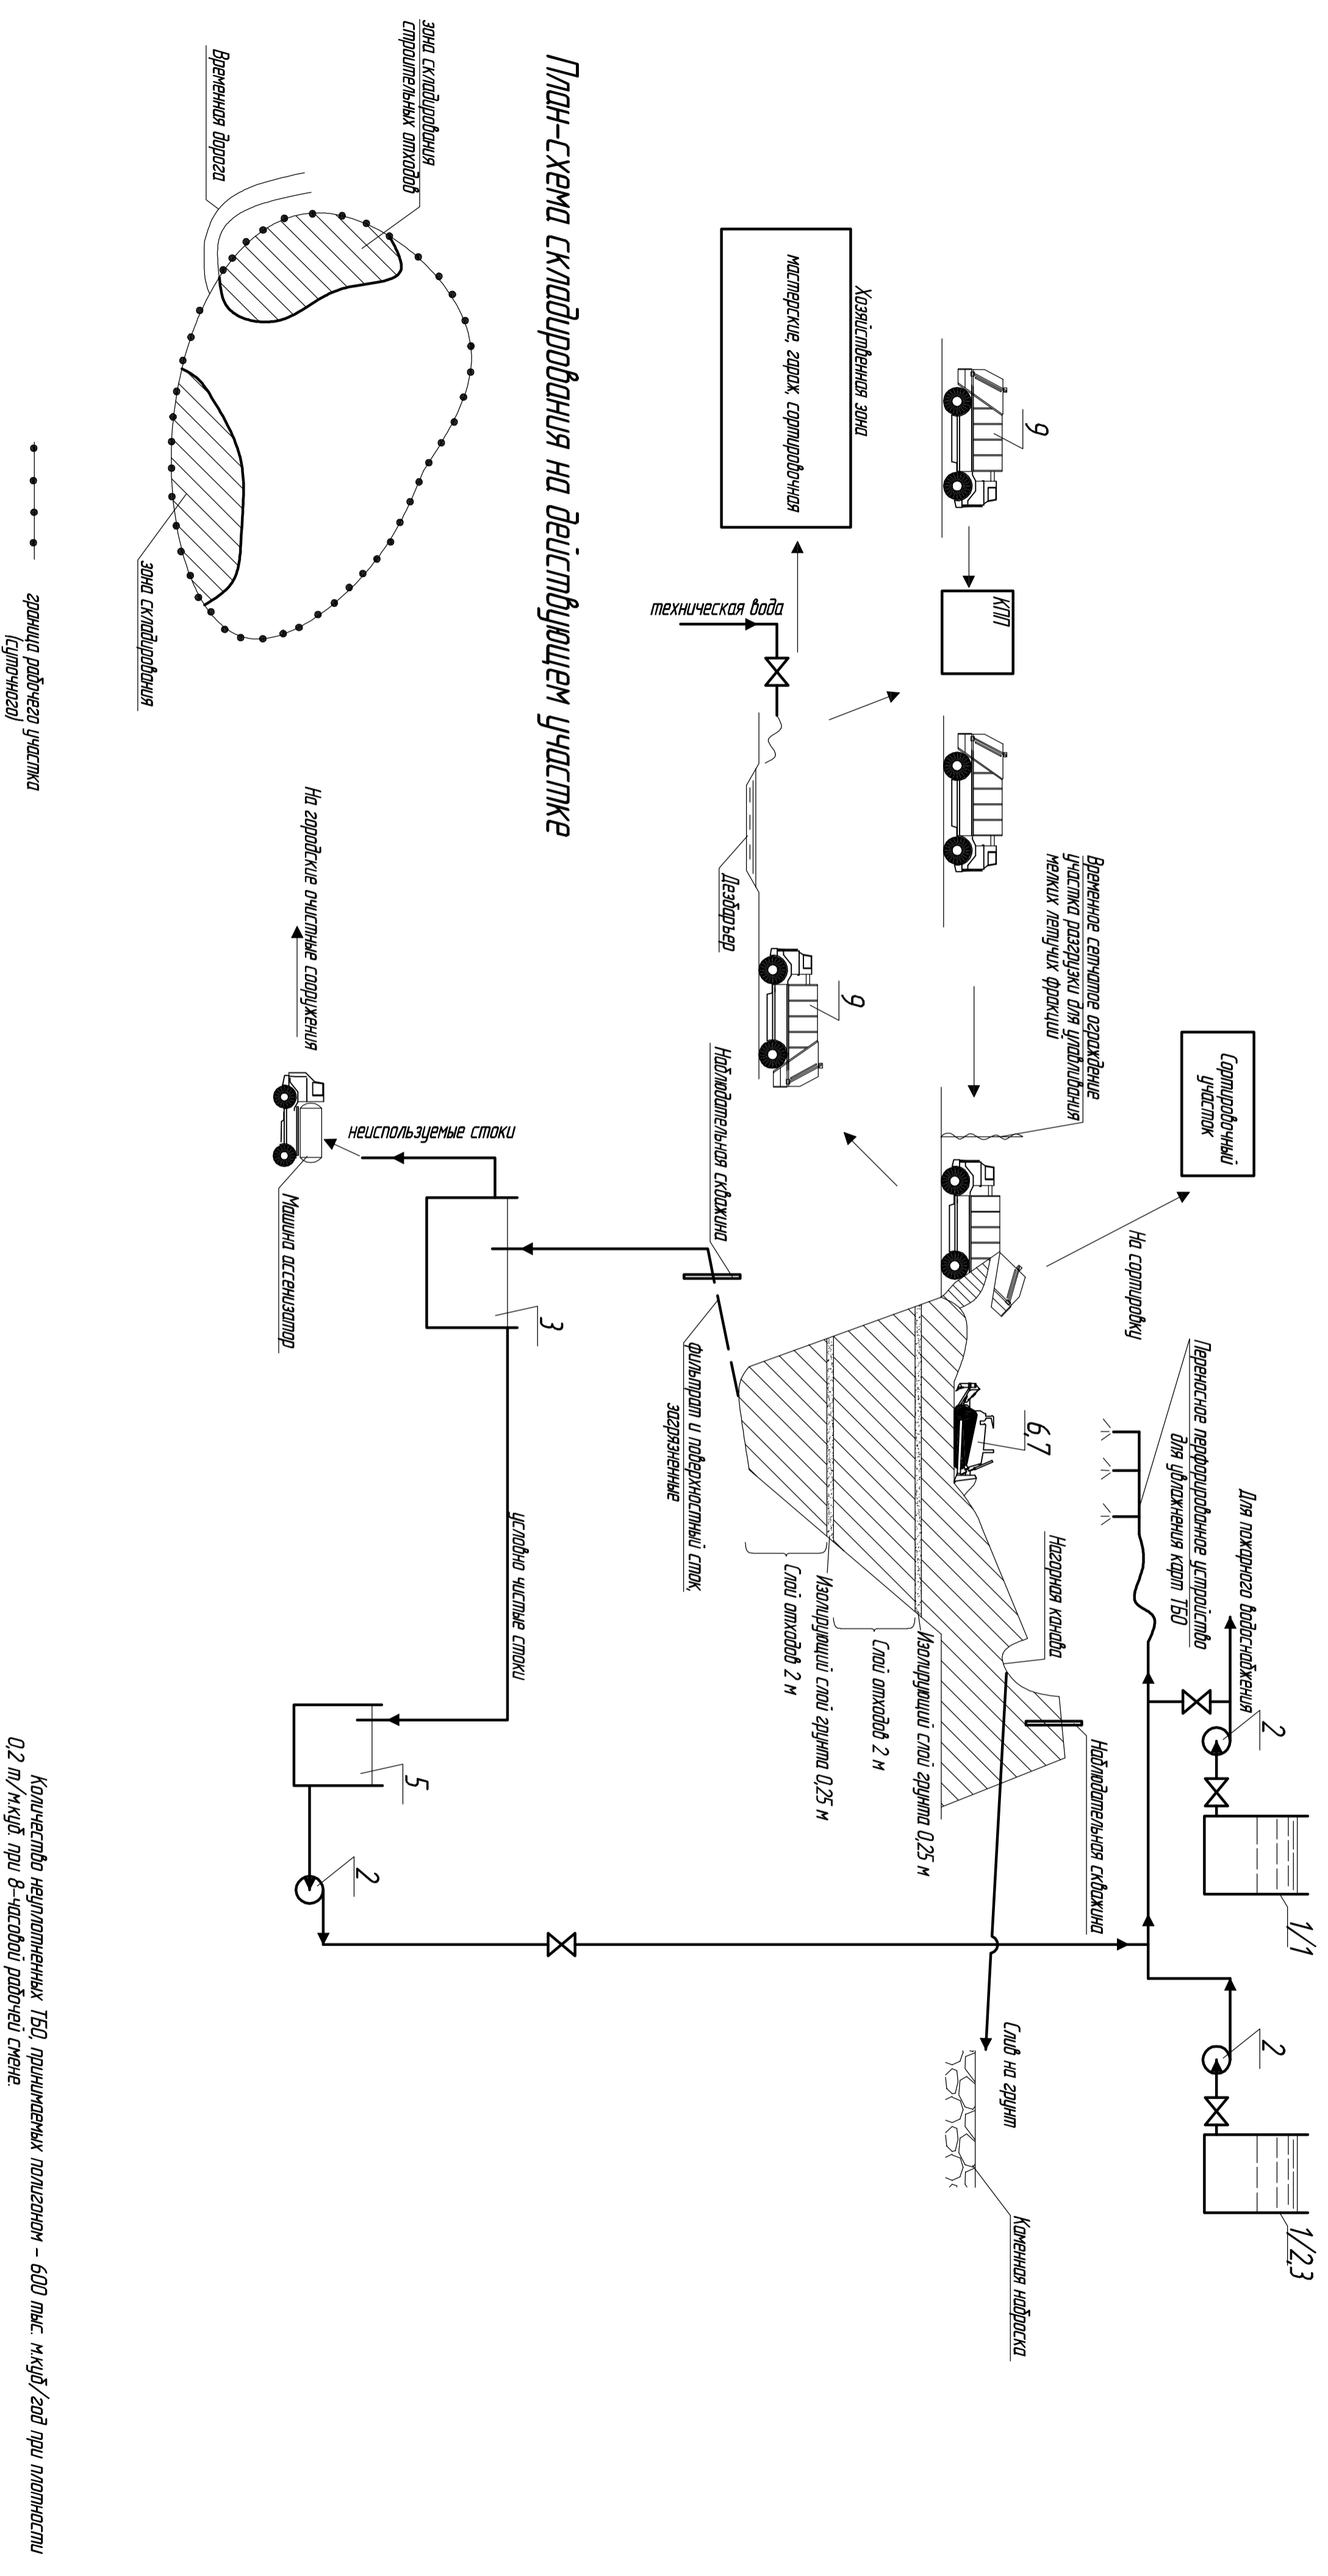 1/1
1/2,3
2
2
Для пожарного водоснабжения
Переносное перфорированное устройство
для увлажнения карт ТБО
Сортировочный
участок
На сортировку
Временное сетчатое ограждение
участка разгрузки для улавливания
мелких летучих фракций
Наблюдательная скважина
9
КПП
6,7
Нагорная канава
Слив на грунт
Каменная наброска
Изолирующий слой грунта 0,25 м
Слой отходов 2 м
Изолирующий слой грунта 0,25 м
Слой отходов 2 м
Хозяйственная зона
мастерские, гараж, сортировочная
техническая вода
9
Дезбарьер
Наблюдательная скважина
фильтрат и поверхностный сток,
загрязненные
План-схема складирования на действующем участке
3
условно чистые стоки
неиспользуемые стоки
5
2
зона складирования
строительных отходов
На городские очистные сооружения
Машина ассенизатор
Временная дорога
зона складирования
граница рабочего участка
(суточного)
Количество неуплотненных ТБО, принимаемых полигоном - 600 тыс. м.куб/год при плотности
0,2 т/м.куб. при 8-часовой рабочей смене.